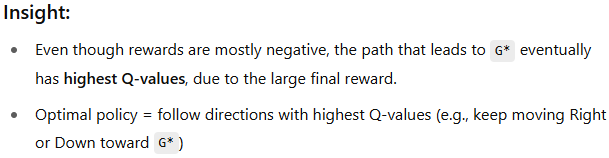 Insight:
• Even though rewards are mostly negative, the path that leads to G* eventually
has highest Q-values, due to the large final reward.
• Optimal policy = follow directions with highest Q-values (e.g., keep moving Right
or Down toward G* )